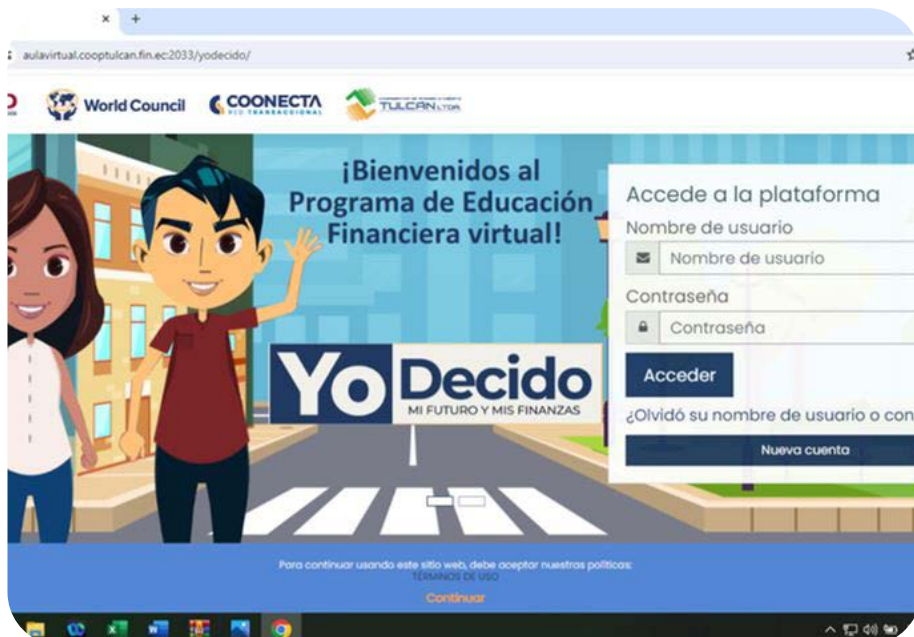 aulavirtual.cooptulcan.fin.ec:2033/yodecido/
World Council
COONECTA
RED TRANSACCIONAL
TULCÁN LTDA.
¡Bienvenidos al
Programa de Educación
Financiera virtual!
Yo Decido
MI FUTURO Y MIS FINANZAS
Accede a la plataforma
Nombre de usuario
Nombre de usuario
Contraseña
Contraseña
Acceder
¿Olvidó su nombre de usuario o con
Nueva cuenta
Para continuar usando este sitio web, debe aceptar nuestras políticas:
TÉRMINOS DE USO
Continuar